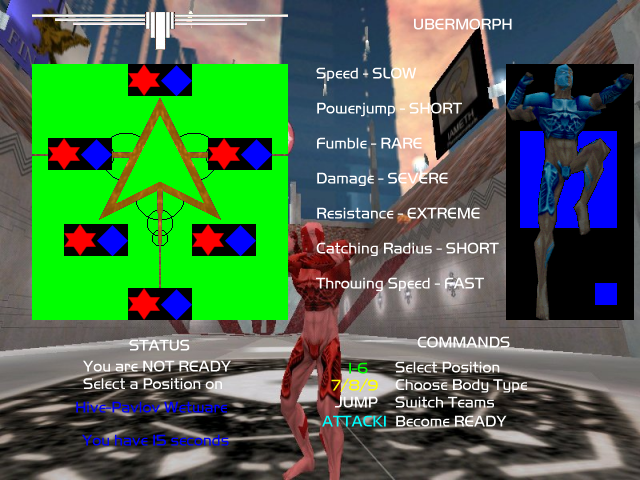 UBERMORPH
Speed - SLOW
Powerjump - SHORT
Fumble - RARE
Damage - SEVERE
Resistance - EXTREME
Catching Radius - SHORT
Throwing Speed - FAST
IAMETH
STATUS
You are NOT READY
Select a Position on
Hive-Pavlov Wetware
You have 15 seconds
COMMANDS
1-6 Select Position
7/8/9 Choose Body Type
JUMP Switch Teams
ATTACK! Become READY